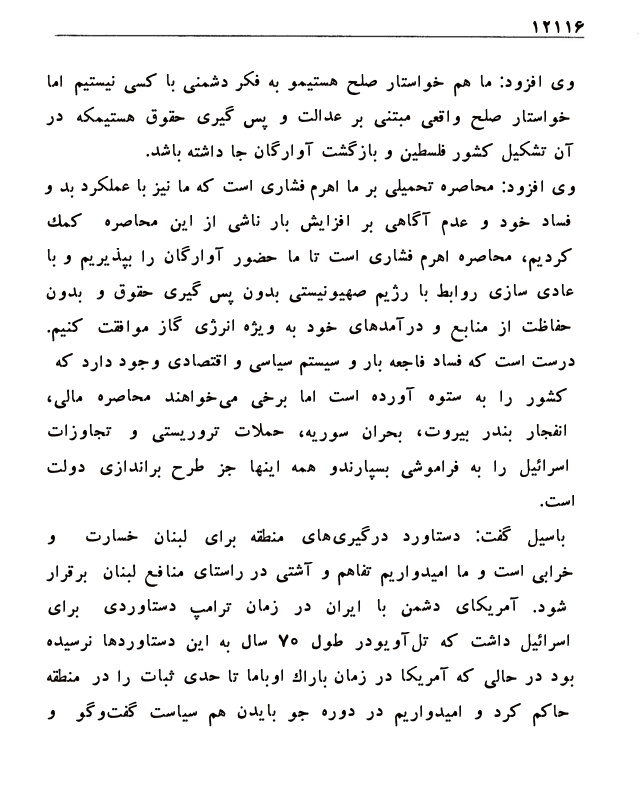 ۱۲۱۱۶
وی افزود: ما هم خواستار صلح هستیمو به فکر دشمنی با کسی نیستیم اما
خواستار صلح واقعی مبتنی بر عدالت و پس گیری حقوق هستیمکه در
آن تشکیل کشور فلسطین و بازگشت آوارگان جا داشته باشد.
وی افزود: محاصره تحمیلی بر ما اهرم فشاری است که ما نیز با عملکرد بد و
فساد خود و عدم آگاهی بر افزایش بار ناشی از این محاصره کمك
کردیم، محاصره اهرم فشاری است تا ما حضور آوارگان را بپذیریم و با
عادی سازی روابط با رژیم صهیونیستی بدون پس گیری حقوق و بدون
حفاظت از منابع و درآمدهای خود به ویژه انرژی گاز موافقت کنیم.
درست است که فساد فاجعه بار و سیستم سیاسی و اقتصادی وجود دارد که
کشور را به ستوه آورده است اما برخی می‌خواهند محاصره مالی،
انفجار بندر بیروت، بحران سوریه، حملات تروریستی و تجاوزات
اسرائیل را به فراموشی بسپارندو همه اینها جز طرح براندازی دولت
است.
باسیل گفت: دستاورد درگیری‌های منطقه برای لبنان خسارت و
خرابی است و ما امیدواریم تفاهم و آشتی در راستای منافع لبنان برقرار
شود. آمریکای دشمن با ایران در زمان ترامپ دستاوردی برای
اسرائیل داشت که تل‌آویودر طول ۷۰ سال به این دستاوردها نرسیده
بود در حالی که آمریکا در زمان باراك اوباما تا حدی ثبات را در منطقه
حاکم کرد و امیدواریم در دوره جو بایدن هم سیاست گفت‌وگو و